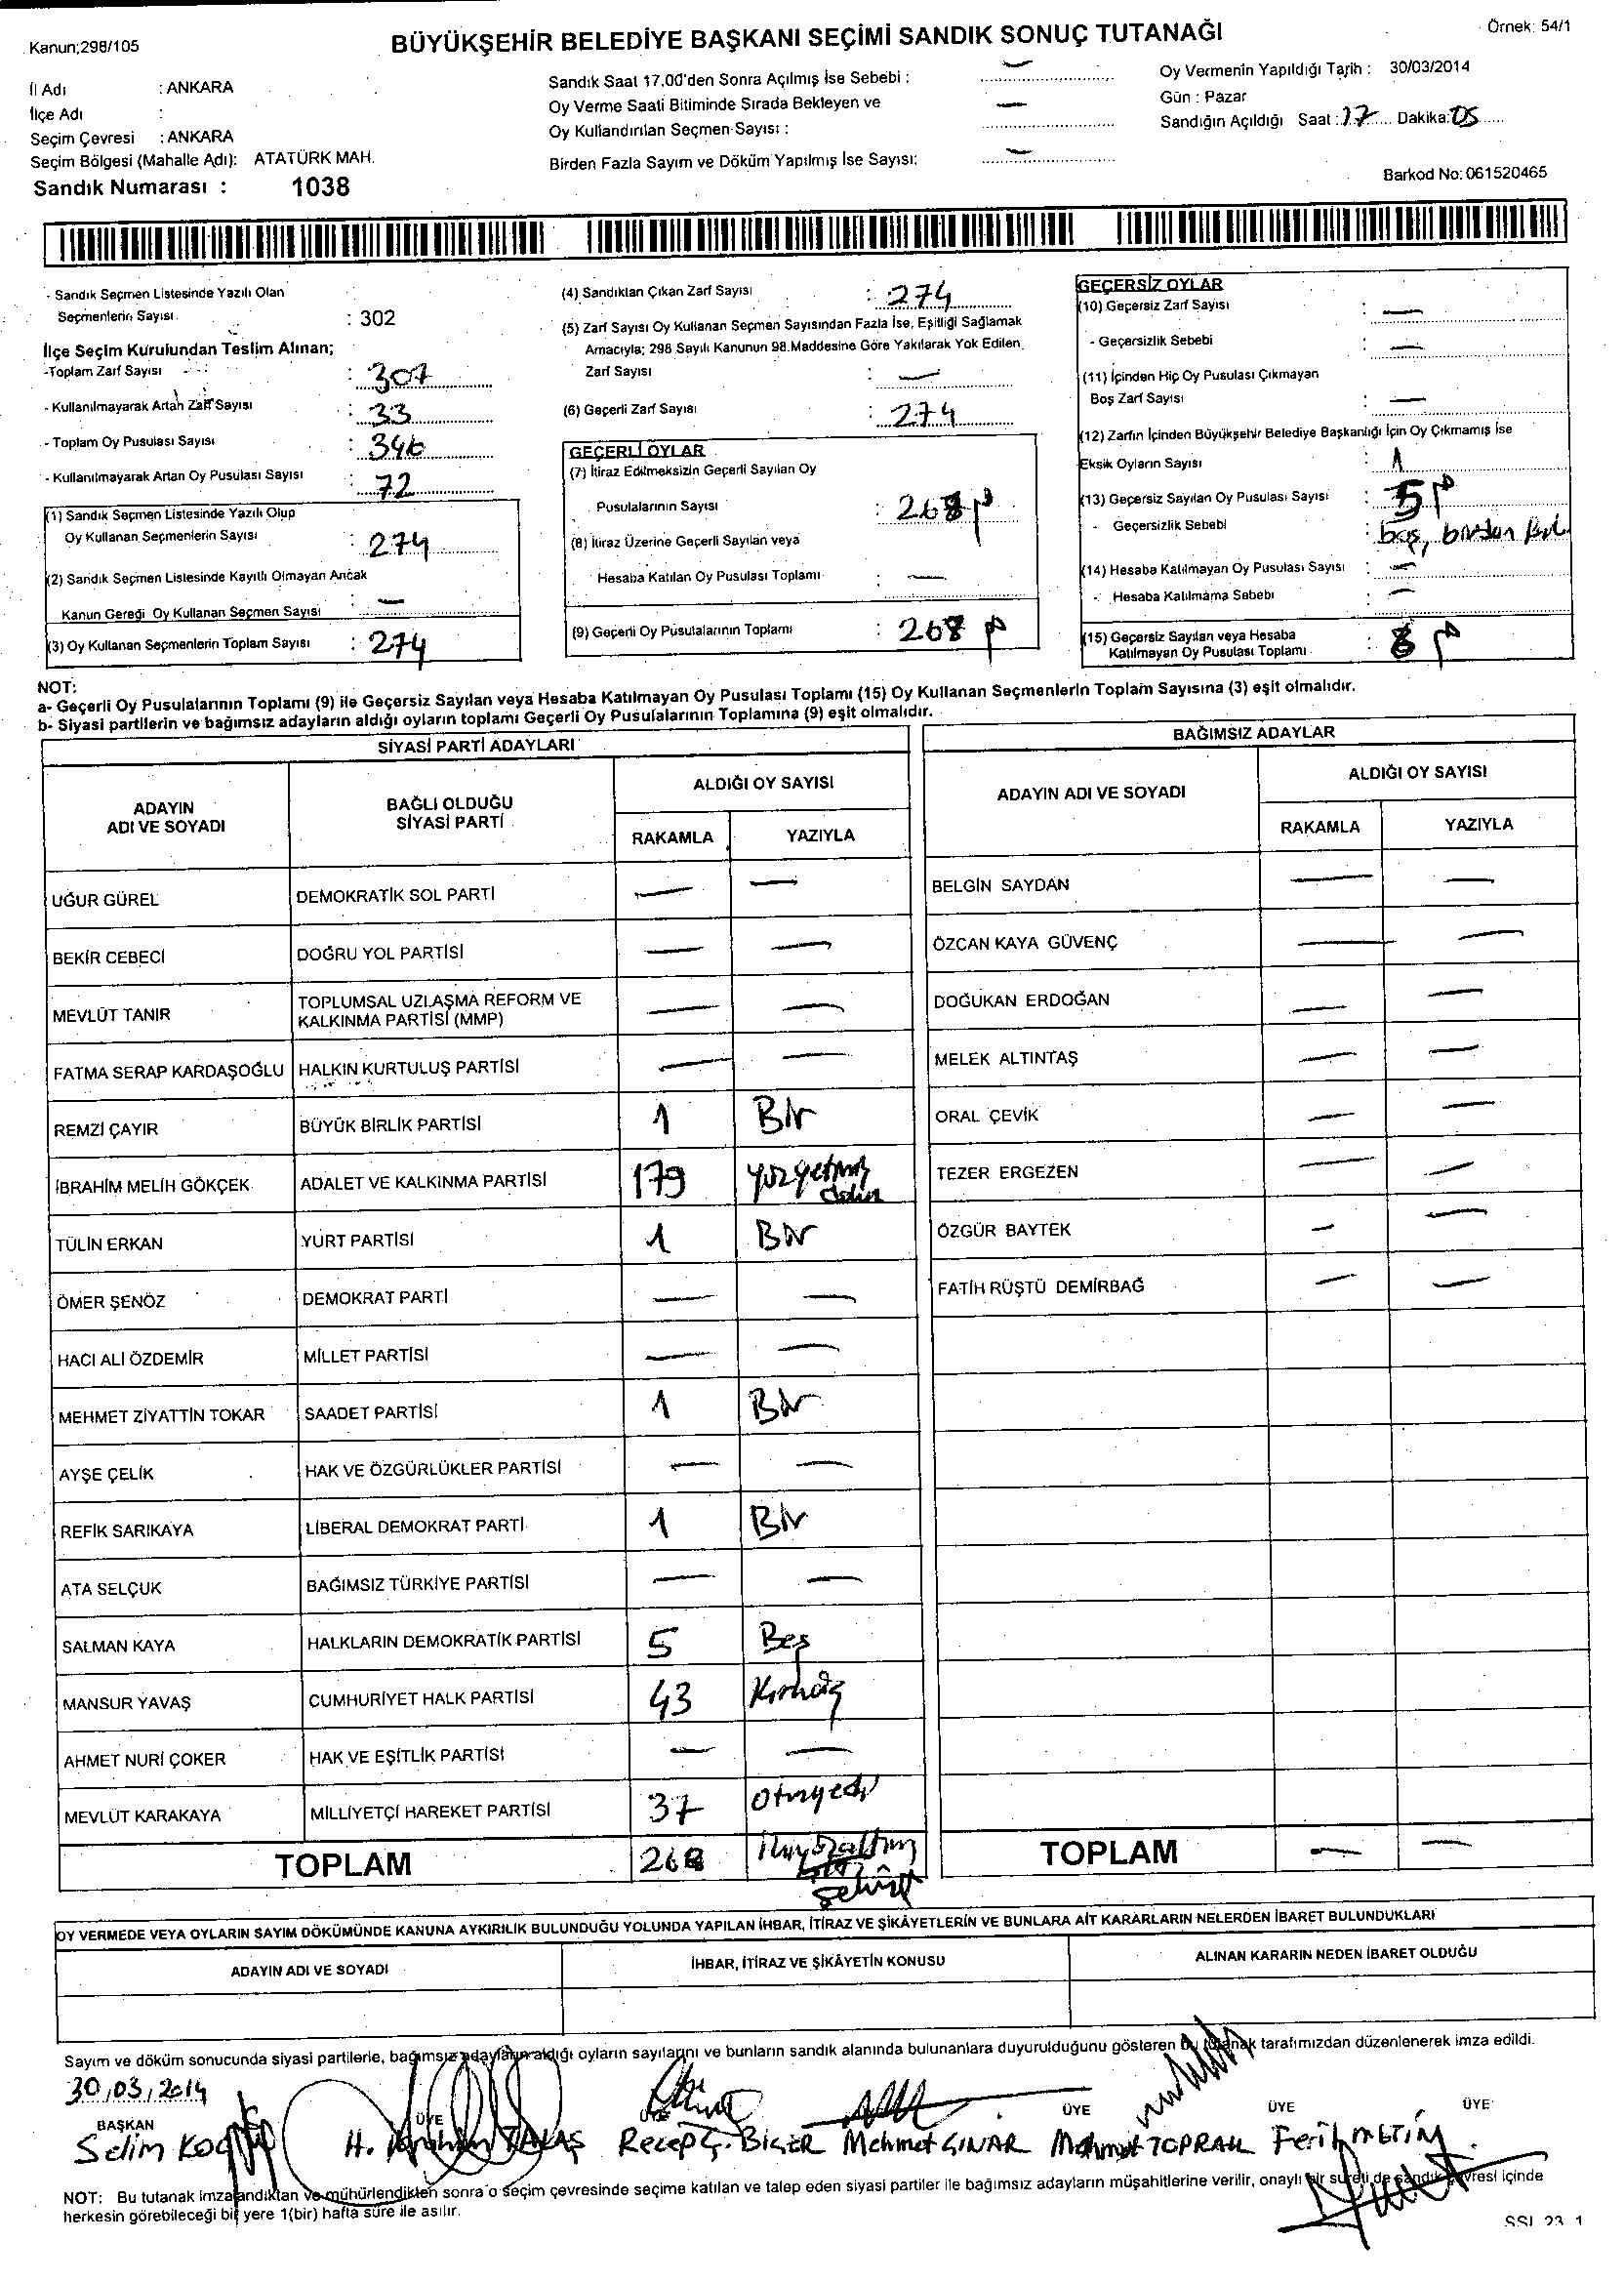 Kanun;298/105
BÜYÜKŞEHİR BELEDİYE BAŞKANI SEÇİMİ SANDIK SONUÇ TUTANAĞI
Örnek: 54/1
İl Adı : ANKARA
İlçe Adı :
Seçim Çevresi : ANKARA
Seçim Bölgesi (Mahalle Adı): ATATÜRK MAH.
Sandık Numarası : 1038
Sandık Saat 17.00'den Sonra Açılmış İse Sebebi : —
Oy Verme Saati Bitiminde Sırada Bekleyen ve
Oy Kullandırılan Seçmen Sayısı : —
Birden Fazla Sayım ve Döküm Yapılmış İse Sayısı: —
Oy Vermenin Yapıldığı Tarih : 30/03/2014
Gün : Pazar
Sandığın Açıldığı Saat : 17 Dakika: 05
Barkod No: 061520465
- Sandık Seçmen Listesinde Yazılı Olan
Seçmenlerin Sayısı : 302
İlçe Seçim Kurulundan Teslim Alınan;
-Toplam Zarf Sayısı : 307
- Kullanılmayarak Artan Zarf Sayısı : 33
- Toplam Oy Pusulası Sayısı : 346
- Kullanılmayarak Artan Oy Pusulası Sayısı : 72
(1) Sandık Seçmen Listesinde Yazılı Olup
Oy Kullanan Seçmenlerin Sayısı : 274
(2) Sandık Seçmen Listesinde Kayıtlı Olmayan Ancak
Kanun Gereği Oy Kullanan Seçmen Sayısı : —
(3) Oy Kullanan Seçmenlerin Toplam Sayısı : 274
(4) Sandıktan Çıkan Zarf Sayısı : 274
(5) Zarf Sayısı Oy Kullanan Seçmen Sayısından Fazla İse, Eşitliği Sağlamak
Amacıyla; 298 Sayılı Kanunun 98.Maddesine Göre Yakılarak Yok Edilen
Zarf Sayısı : —
(6) Geçerli Zarf Sayısı : 274
GEÇERLİ OYLAR
(7) İtiraz Edilmeksizin Geçerli Sayılan Oy
Pusulalarının Sayısı : 268
(8) İtiraz Üzerine Geçerli Sayılan veya
Hesaba Katılan Oy Pusulası Toplamı : —
(9) Geçerli Oy Pusulalarının Toplamı : 268
GEÇERSİZ OYLAR
(10) Geçersiz Zarf Sayısı : —
- Geçersizlik Sebebi : —
(11) İçinden Hiç Oy Pusulası Çıkmayan
Boş Zarf Sayısı : —
(12) Zarfın İçinden Büyükşehir Belediye Başkanlığı İçin Oy Çıkmamış İse
Eksik Oyların Sayısı : 1
(13) Geçersiz Sayılan Oy Pusulası Sayısı : 5
- Geçersizlik Sebebi : boş, birden
(14) Hesaba Katılmayan Oy Pusulası Sayısı : —
- Hesaba Katılmama Sebebi : —
(15) Geçersiz Sayılan veya Hesaba
Katılmayan Oy Pusulası Toplamı :
NOT:
a- Geçerli Oy Pusulalarının Toplamı (9) ile Geçersiz Sayılan veya Hesaba Katılmayan Oy Pusulası Toplamı (15) Oy Kullanan Seçmenlerin Toplam Sayısına (3) eşit olmalıdır.
b- Siyasi partilerin ve bağımsız adayların aldığı oyların toplamı Geçerli Oy Pusulalarının Toplamına (9) eşit olmalıdır.
SİYASİ PARTİ ADAYLARI
ADAYIN ADI VE SOYADI
BAĞLI OLDUĞU SİYASİ PARTİ
ALDIĞI OY SAYISI
RAKAMLA YAZIYLA
UĞUR GÜREL DEMOKRATİK SOL PARTİ — —
BEKİR CEBECİ DOĞRU YOL PARTİSİ — —
MEVLÜT TANIR TOPLUMSAL UZLAŞMA REFORM VE KALKINMA PARTİSİ (MMP) — —
FATMA SERAP KARDAŞOĞLU HALKIN KURTULUŞ PARTİSİ — —
REMZİ ÇAYIR BÜYÜK BİRLİK PARTİSİ 1 Bir
İBRAHİM MELİH GÖKÇEK ADALET VE KALKINMA PARTİSİ 179 yüzyetmiş dokuz
TÜLİN ERKAN YURT PARTİSİ 1 Bir
ÖMER ŞENÖZ DEMOKRAT PARTİ — —
HACI ALİ ÖZDEMİR MİLLET PARTİSİ — —
MEHMET ZİYATTİN TOKAR SAADET PARTİSİ 1 Bir
AYŞE ÇELİK HAK VE ÖZGÜRLÜKLER PARTİSİ — —
REFİK SARIKAYA LİBERAL DEMOKRAT PARTİ 1 Bir
ATA SELÇUK BAĞIMSIZ TÜRKİYE PARTİSİ — —
SALMAN KAYA HALKLARIN DEMOKRATİK PARTİSİ 5 Beş
MANSUR YAVAŞ CUMHURİYET HALK PARTİSİ 43 Kırküç
AHMET NURİ ÇOKER HAK VE EŞİTLİK PARTİSİ — —
MEVLÜT KARAKAYA MİLLİYETÇİ HAREKET PARTİSİ 37 Otuzyedi
TOPLAM 268 ikiyüzaltmış sekiz
BAĞIMSIZ ADAYLAR
ADAYIN ADI VE SOYADI
ALDIĞI OY SAYISI
RAKAMLA YAZIYLA
BELGİN SAYDAN — —
ÖZCAN KAYA GÜVENÇ — —
DOĞUKAN ERDOĞAN — —
MELEK ALTINTAŞ — —
ORAL ÇEVİK — —
TEZER ERGEZEN — —
ÖZGÜR BAYTEK — —
FATİH RÜŞTÜ DEMİRBAĞ — —
TOPLAM — —
OY VERMEDE VEYA OYLARIN SAYIM DÖKÜMÜNDE KANUNA AYKIRILIK BULUNDUĞU YOLUNDA YAPILAN İHBAR, İTİRAZ VE ŞİKÂYETLERİN VE BUNLARA AİT KARARLARIN NELERDEN İBARET BULUNDUKLARI
ADAYIN ADI VE SOYADI
İHBAR, İTİRAZ VE ŞİKÂYETİN KONUSU
ALINAN KARARIN NEDEN İBARET OLDUĞU
Sayım ve döküm sonucunda siyasi partilerle, bağımsız adayların aldığı oyların sayılarını ve bunların sandık alanında bulunanlara duyurulduğunu gösteren bu tutanak tarafımızdan düzenlenerek imza edildi.
30/03/2014
BAŞKAN ÜYE ÜYE ÜYE ÜYE ÜYE
Selim H. Recep Ç. BİÇER Mehmet ÇINAR Mahmut TOPRAK Ferit METİN
NOT: Bu tutanak imzalandıktan ve mühürlendikten sonra o seçim çevresinde seçime katılan ve talep eden siyasi partiler ile bağımsız adayların müşahitlerine verilir, onaylı bir sureti de sandık çevresi içinde
herkesin görebileceği bir yere 1(bir) hafta süre ile asılır.